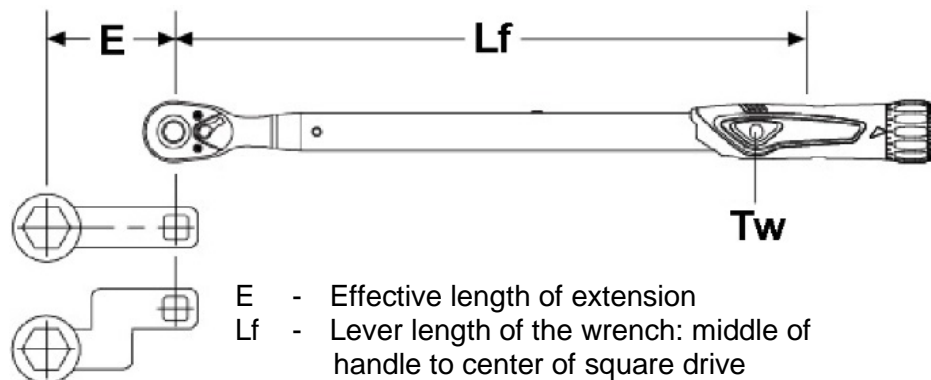 E
Lf
Tw
E - Effective length of extension
Lf - Lever length of the wrench: middle of
handle to center of square drive